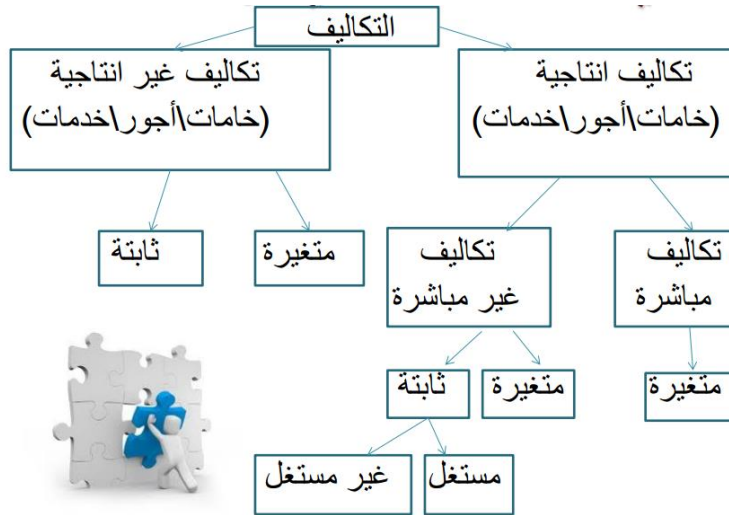 التكاليف
تكاليف انتاجية
(خامات\أجور\خدمات)
تكاليف غير انتاجية
(خامات\أجور\خدمات)
تكاليف
مباشرة
تكاليف
غير مباشرة
متغيرة
ثابتة
متغيرة
متغيرة
ثابتة
مستغل
غير مستغل